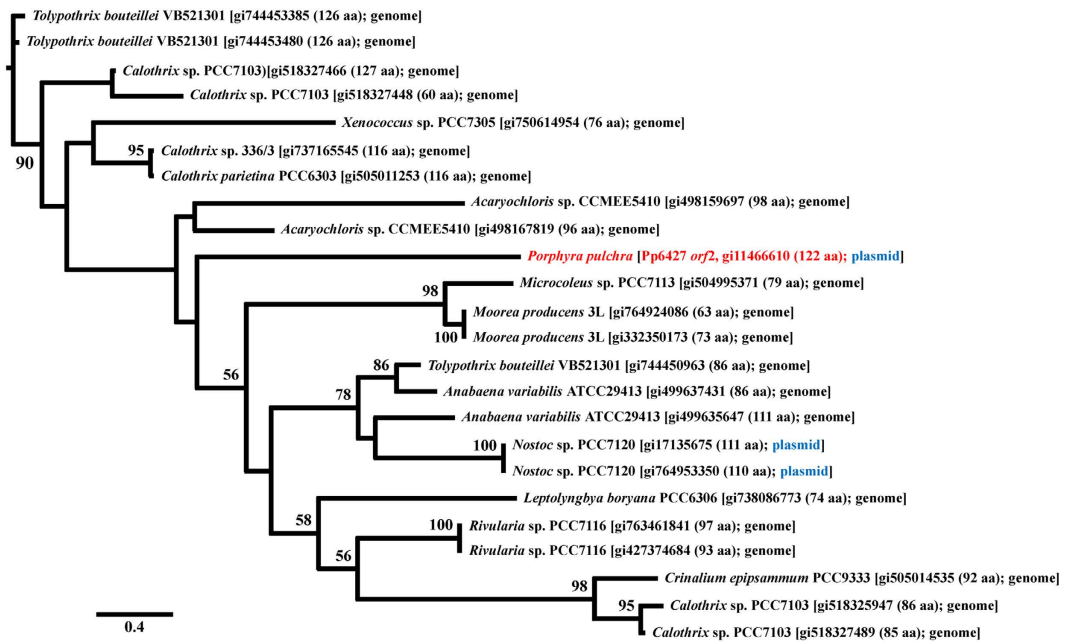 Tolypothrix bouteillei VB521301 [gi744453385 (126 aa); genome]
Tolypothrix bouteillei VB521301 [gi744453480 (126 aa); genome]
Calothrix sp. PCC7103)[gi518327466 (127 aa); genome]
Calothrix sp. PCC7103 [gi518327448 (60 aa); genome]
Xenococcus sp. PCC7305 [gi750614954 (76 aa); genome]
95 Calothrix sp. 336/3 [gi737165545 (116 aa); genome]
90
Calothrix parietina PCC6303 [gi505011253 (116 aa); genome]
Acaryochloris sp. CCMEE5410 [gi498159697 (98 aa); genome]
Acaryochloris sp. CCMEE5410 [gi498167819 (96 aa); genome]
Porphyra pulchra [Pp6427 orf2, gi11466610 (122 aa); plasmid]
98 Microcoleus sp. PCC7113 [gi504995371 (79 aa); genome]
Moorea producens 3L [gi764924086 (63 aa); genome]
100 Moorea producens 3L [gi332350173 (73 aa); genome]
86 Tolypothrix bouteillei VB521301 [gi744450963 (86 aa); genome]
56
78 Anabaena variabilis ATCC29413 [gi499637431 (86 aa); genome]
Anabaena variabilis ATCC29413 [gi499635647 (111 aa); genome]
100 Nostoc sp. PCC7120 [gi17135675 (111 aa); plasmid]
Nostoc sp. PCC7120 [gi764953350 (110 aa); plasmid]
Leptolyngbya boryana PCC6306 [gi738086773 (74 aa); genome]
58 100 Rivularia sp. PCC7116 [gi763461841 (97 aa); genome]
56 Rivularia sp. PCC7116 [gi427374684 (93 aa); genome]
98 Crinalium epipsammum PCC9333 [gi505014535 (92 aa); genome]
95 Calothrix sp. PCC7103 [gi518325947 (86 aa); genome]
0.4 Calothrix sp. PCC7103 [gi518327489 (85 aa); genome]